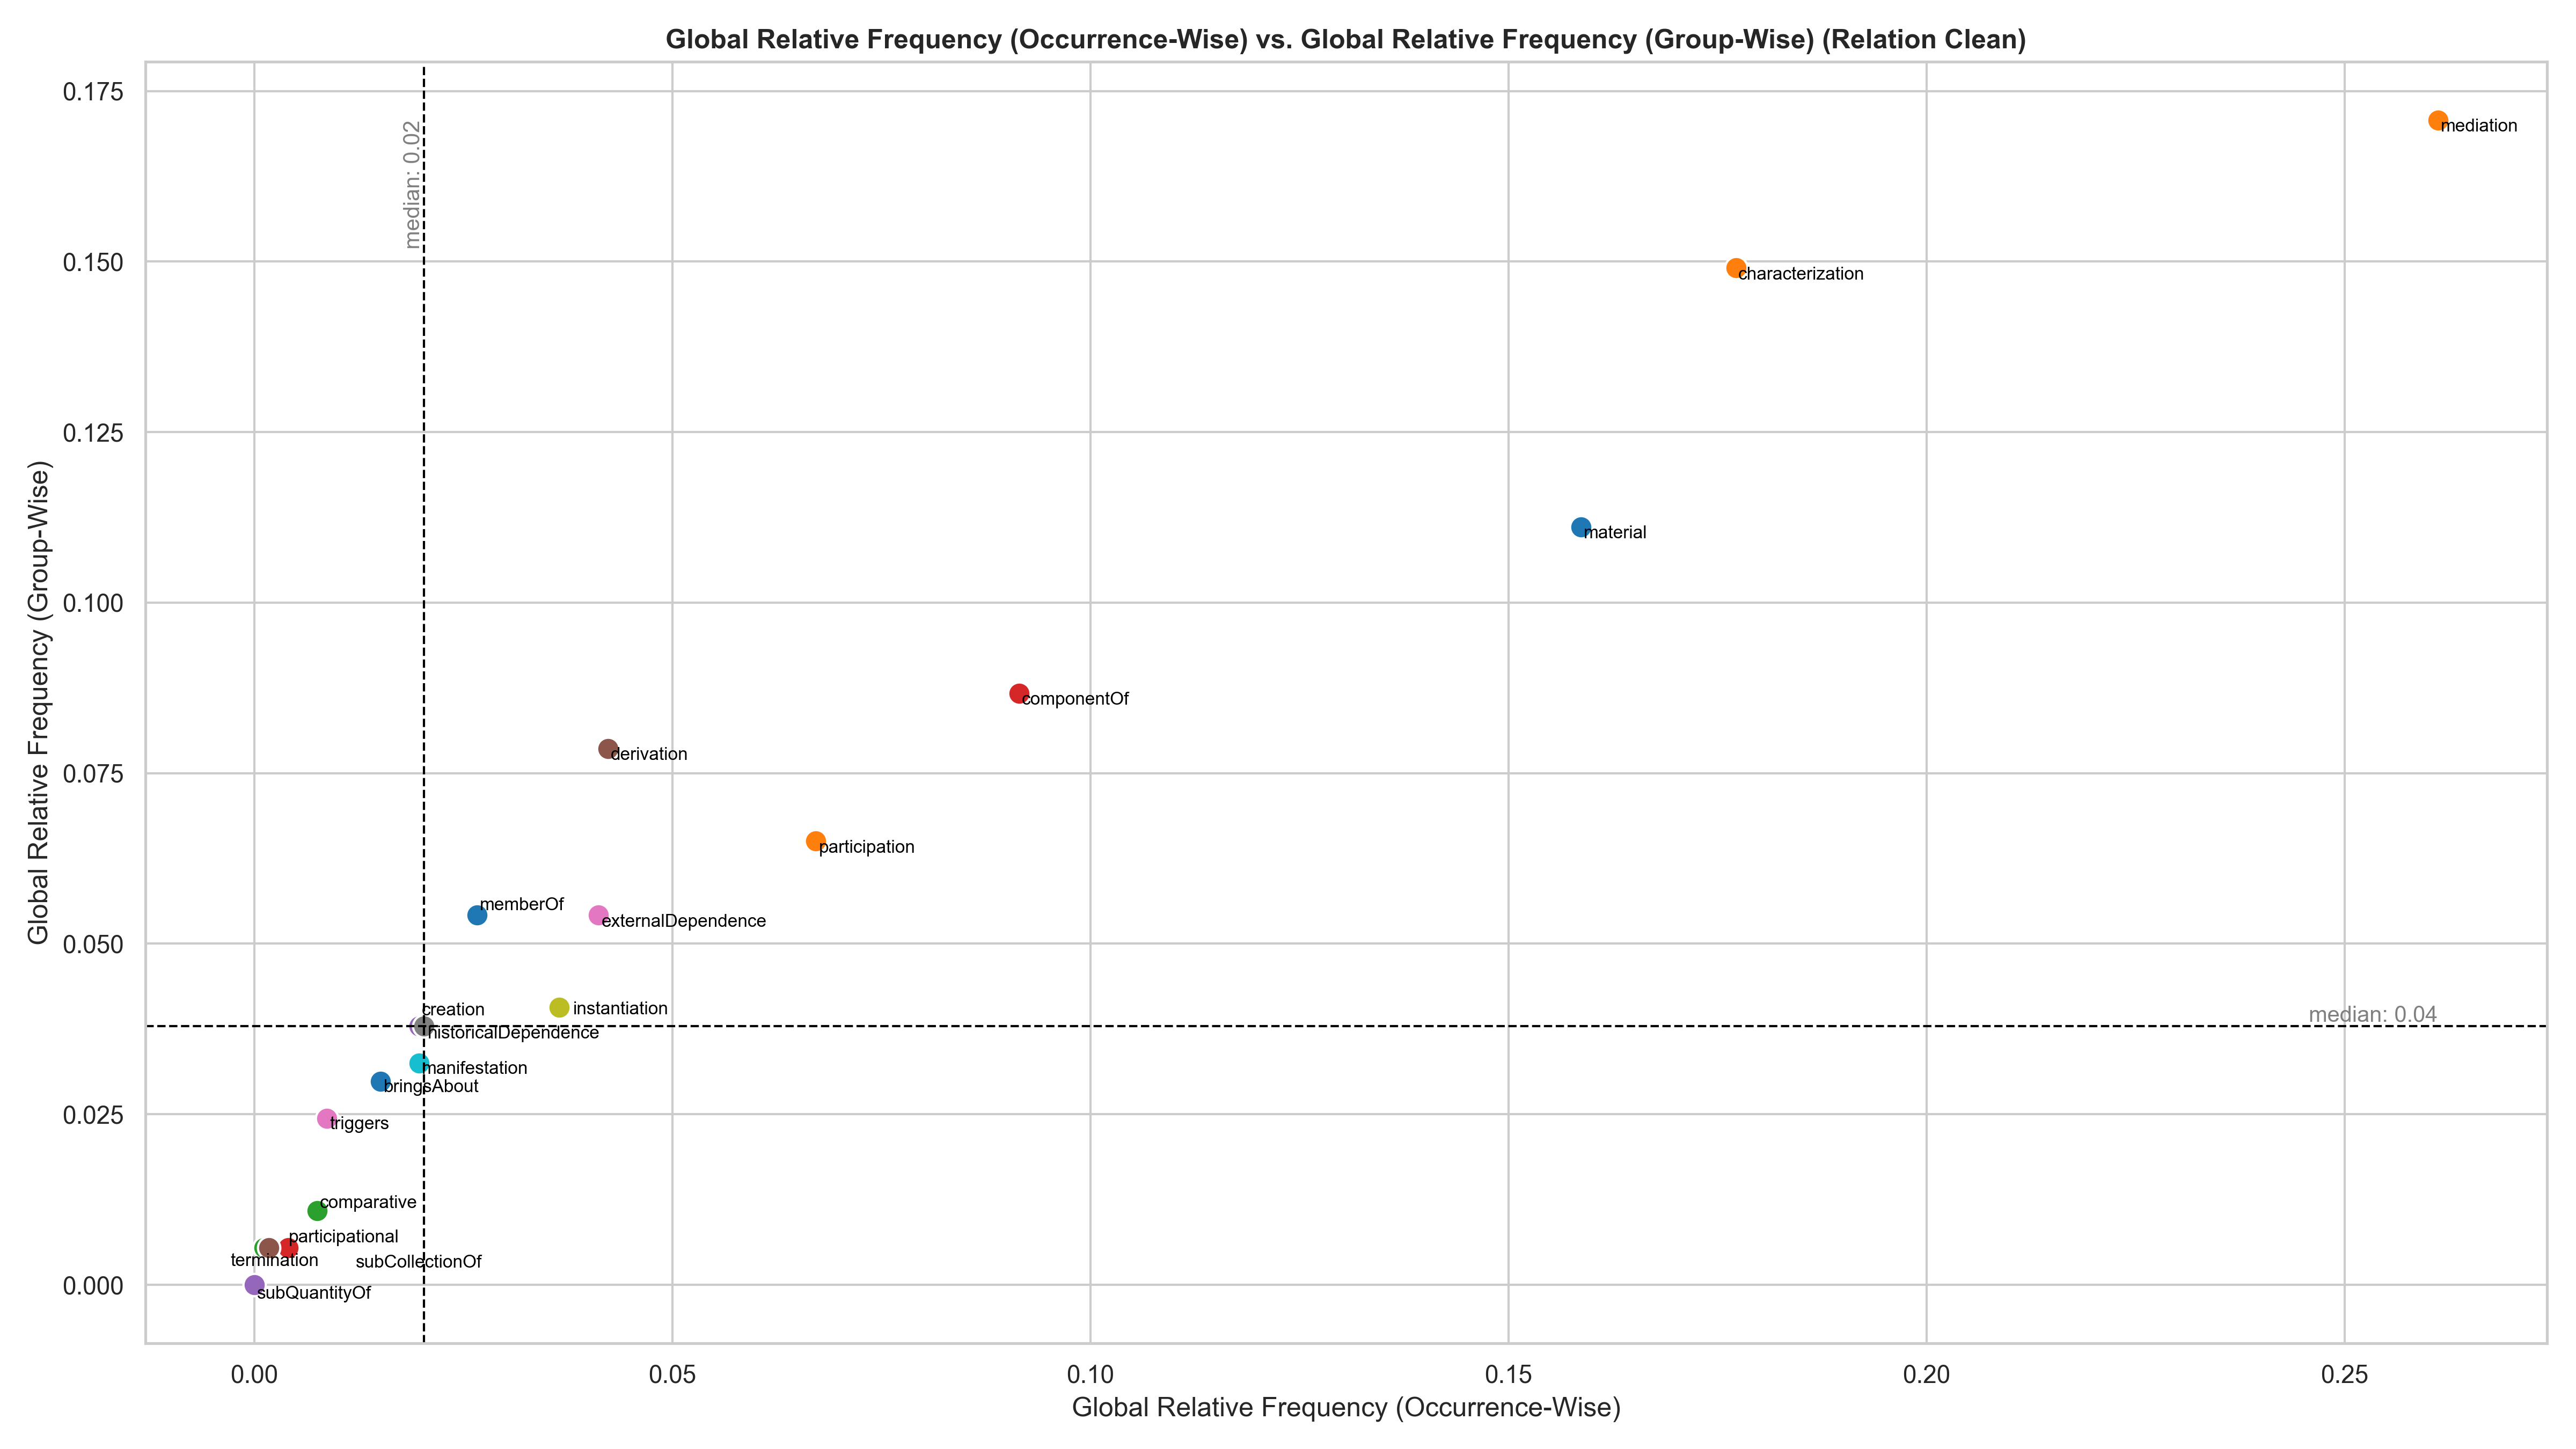 Global Relative Frequency (Occurrence-Wise) vs. Global Relative Frequency (Group-Wise) (Relation Clean)
Global Relative Frequency (Group-Wise)
0.175
0.150
0.125
0.100
0.075
0.050
0.025
0.000
median: 0.02
mediation
characterization
material
componentOf
derivation
participation
memberOf
externalDependence
creation
instantiation
median: 0.04
historicalDependence
manifestation
bringsAbout
triggers
comparative
participational
termination
subCollectionOf
subQuantityOf
0.00
0.05
0.10
0.15
0.20
0.25
Global Relative Frequency (Occurrence-Wise)